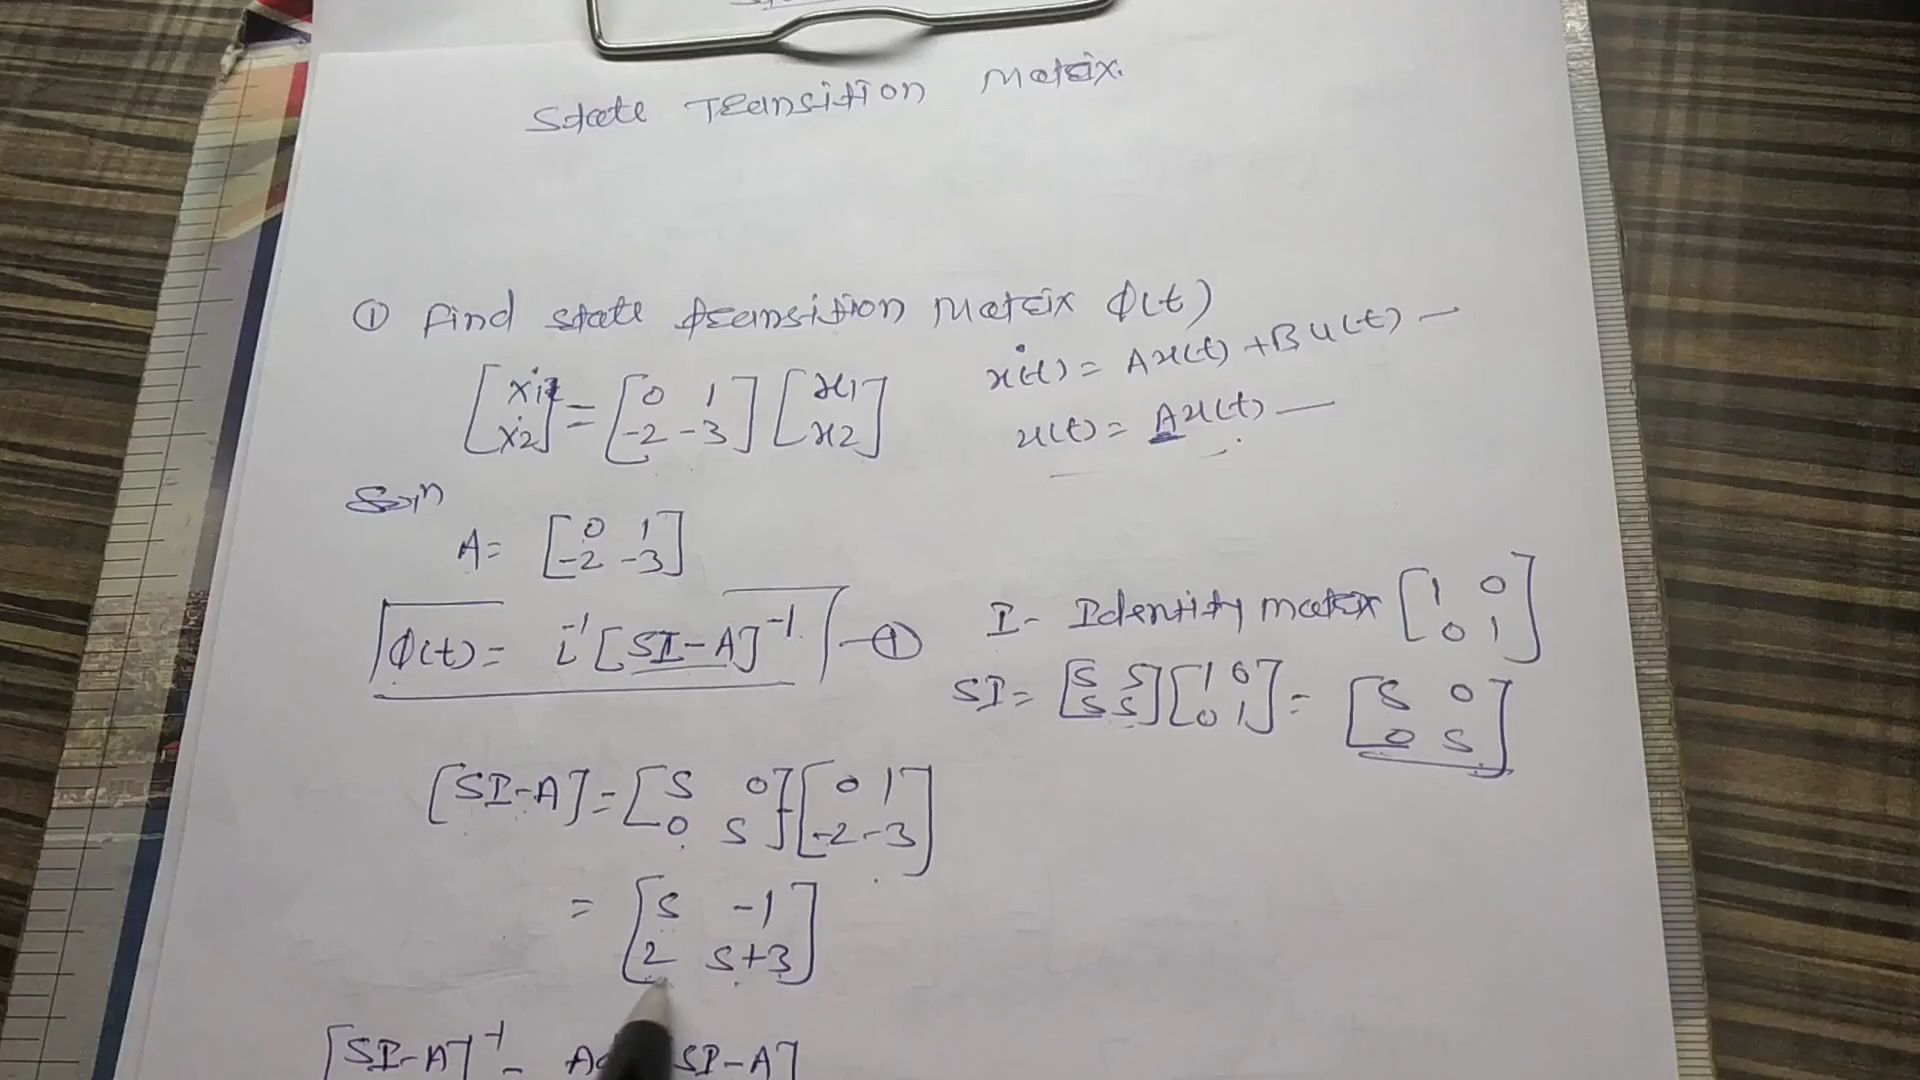 State Transition Matrix.
① Find state transition Matrix ϕ(t)
[ẋ1 ẋ2] = [0 1 -2 -3] [x1 x2]
ẋ(t) = Ax(t) + Bu(t) —
x(t) = Ax(t) —
Soln
A = [0 1 -2 -3]
ϕ(t) = L⁻¹[SI-A]⁻¹ — ①
I - Identity matrix [1 0 0 1]
SI = [S S S S] [1 0 0 1] = [S 0 0 S]
[SI-A] = [S 0 0 S] - [0 1 -2 -3]
= [S -1 2 S+3]
[SI-A]⁻¹ = SI-A]